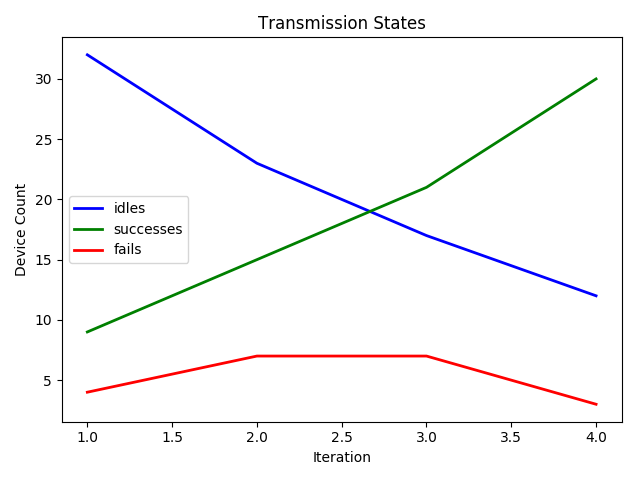 Transmission States
Device Count
30
25
20
15
10
5
idles
successes
fails
1.0 1.5 2.0 2.5 3.0 3.5 4.0
Iteration